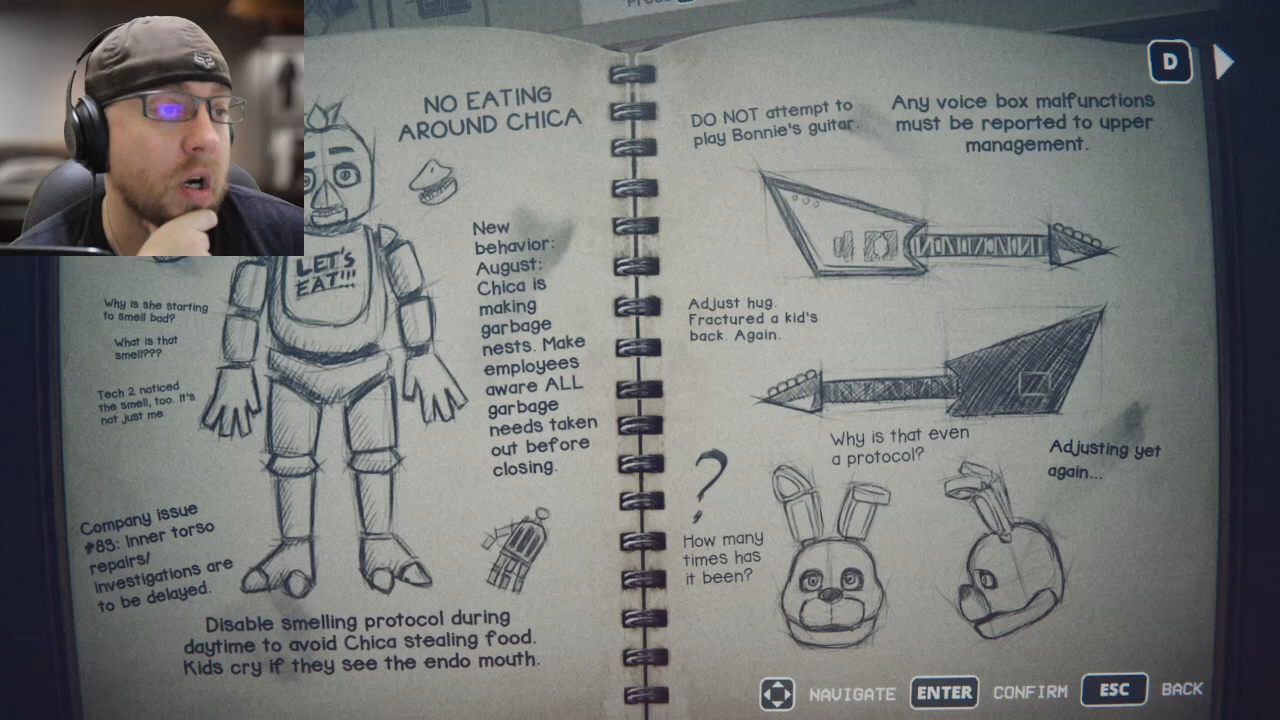 NO EATING
AROUND CHICA
LET'S
EAT!!!
Why is she starting
to smell bad?
What is that
smell???
Tech 2 noticed
the smell, too. It's
not just me.
New
behavior:
August:
Chica is
making
garbage
nests. Make
employees
aware ALL
garbage
needs taken
out before
closing.
Company issue
#85: Inner torso
repairs/
investigations are
to be delayed.
Disable smelling protocol during
daytime to avoid Chica stealing food.
Kids cry if they see the endo mouth.
DO NOT attempt to
play Bonnie's guitar.
Any voice box malfunctions
must be reported to upper
management.
Adjust hug.
Fractured a kid's
back. Again.
Why is that even
a protocol?
Adjusting yet
again...
?
How many
times has
it been?
D
NAVIGATE ENTER CONFIRM ESC BACK